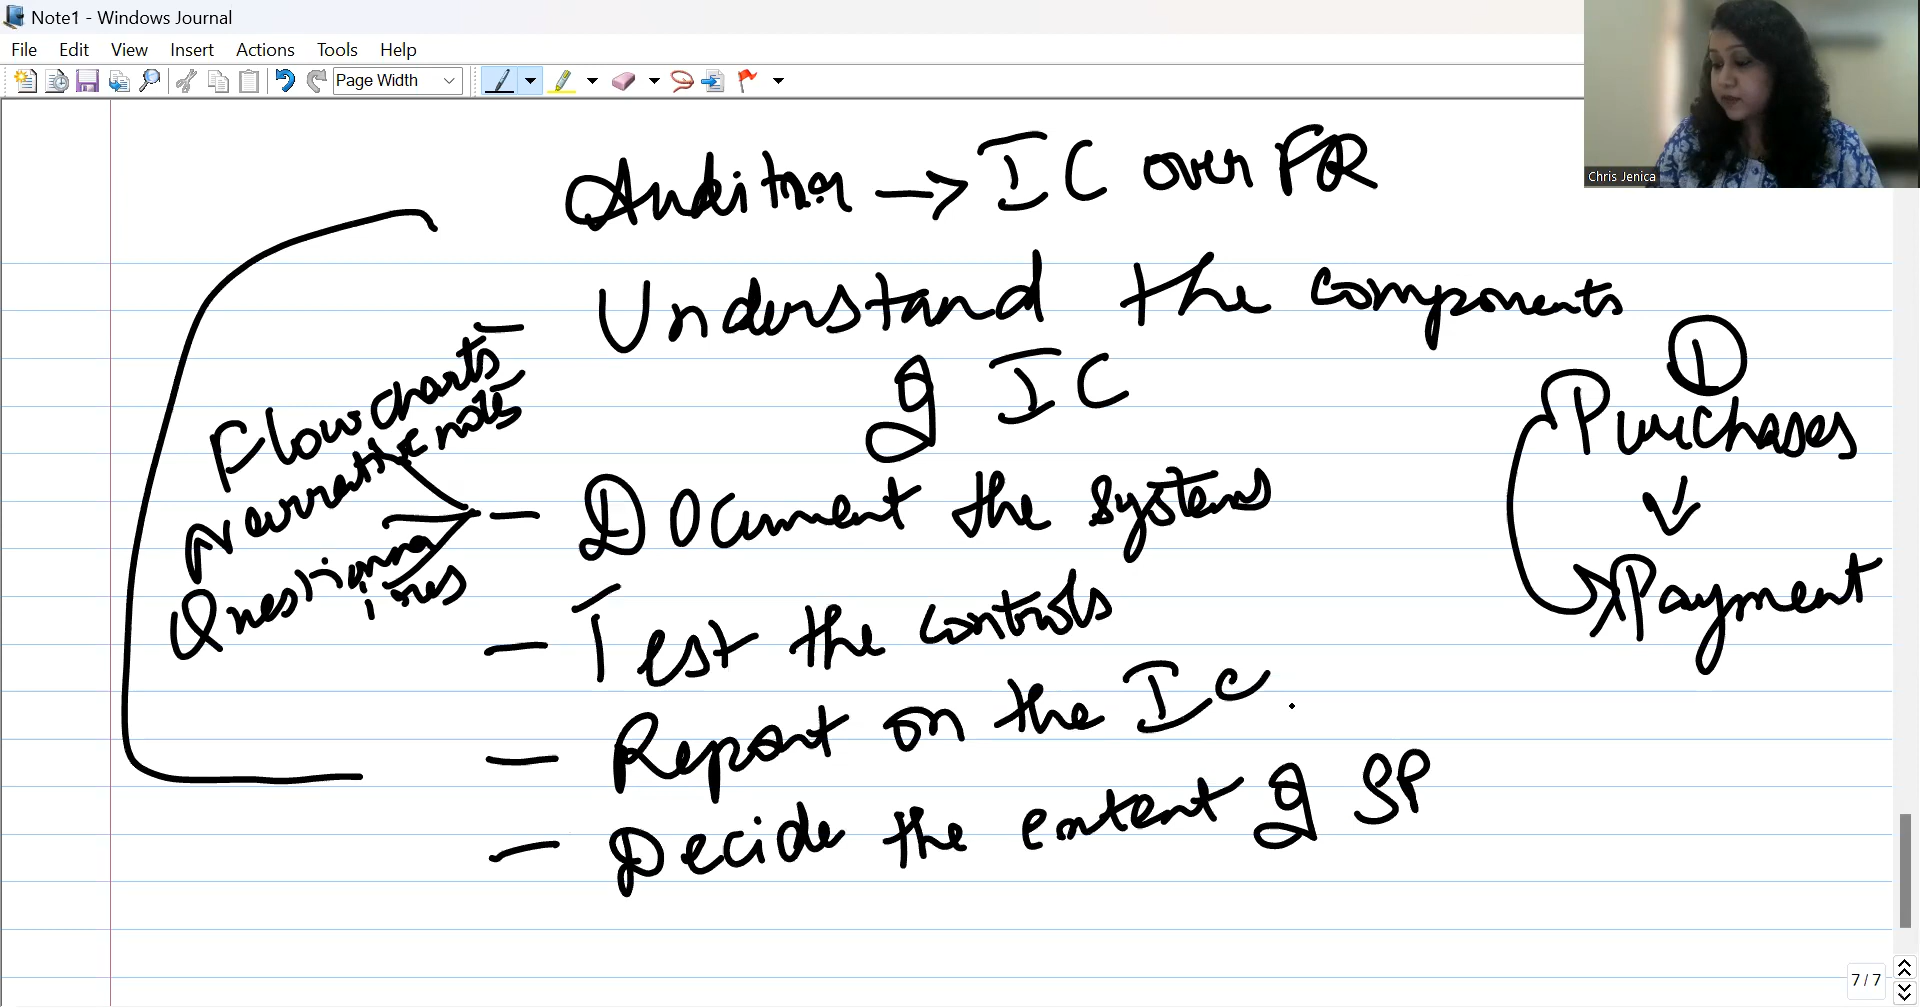 Note1 - Windows Journal
File Edit View Insert Actions Tools Help
Page Width
Chris Jenica
Auditor → IC over FR
- Understand the components
of IC
- Document the systems
Flowcharts
Narrative notes
Questionna
ires
- Test the controls
- Report on the IC.
- Decide the extent of SP
1
Purchases
↓
Payment
7 / 7